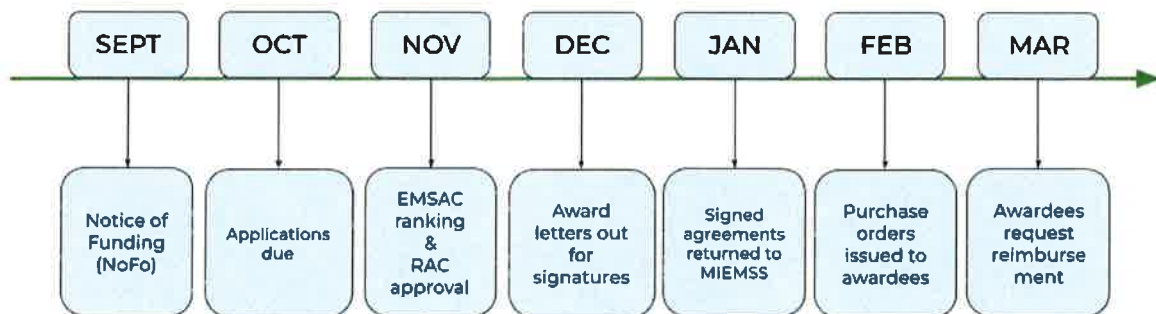 SEPT
OCT
NOV
DEC
JAN
FEB
MAR
Notice of
Funding
(NoFo)
Applications
due
EMSAC
ranking
&
RAC
approval
Award
letters out
for
signatures
Signed
agreements
returned to
MIEMSS
Purchase
orders
issued to
awardees
Awardees
request
reimburse
ment